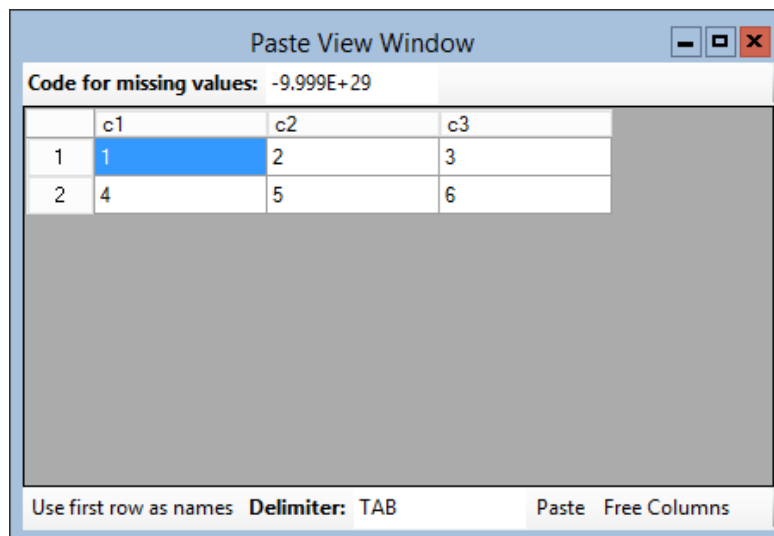 Paste View Window
Code for missing values: -9.999E+29
c1 c2 c3
1 1 2 3
2 4 5 6
Use first row as names Delimiter: TAB Paste Free Columns